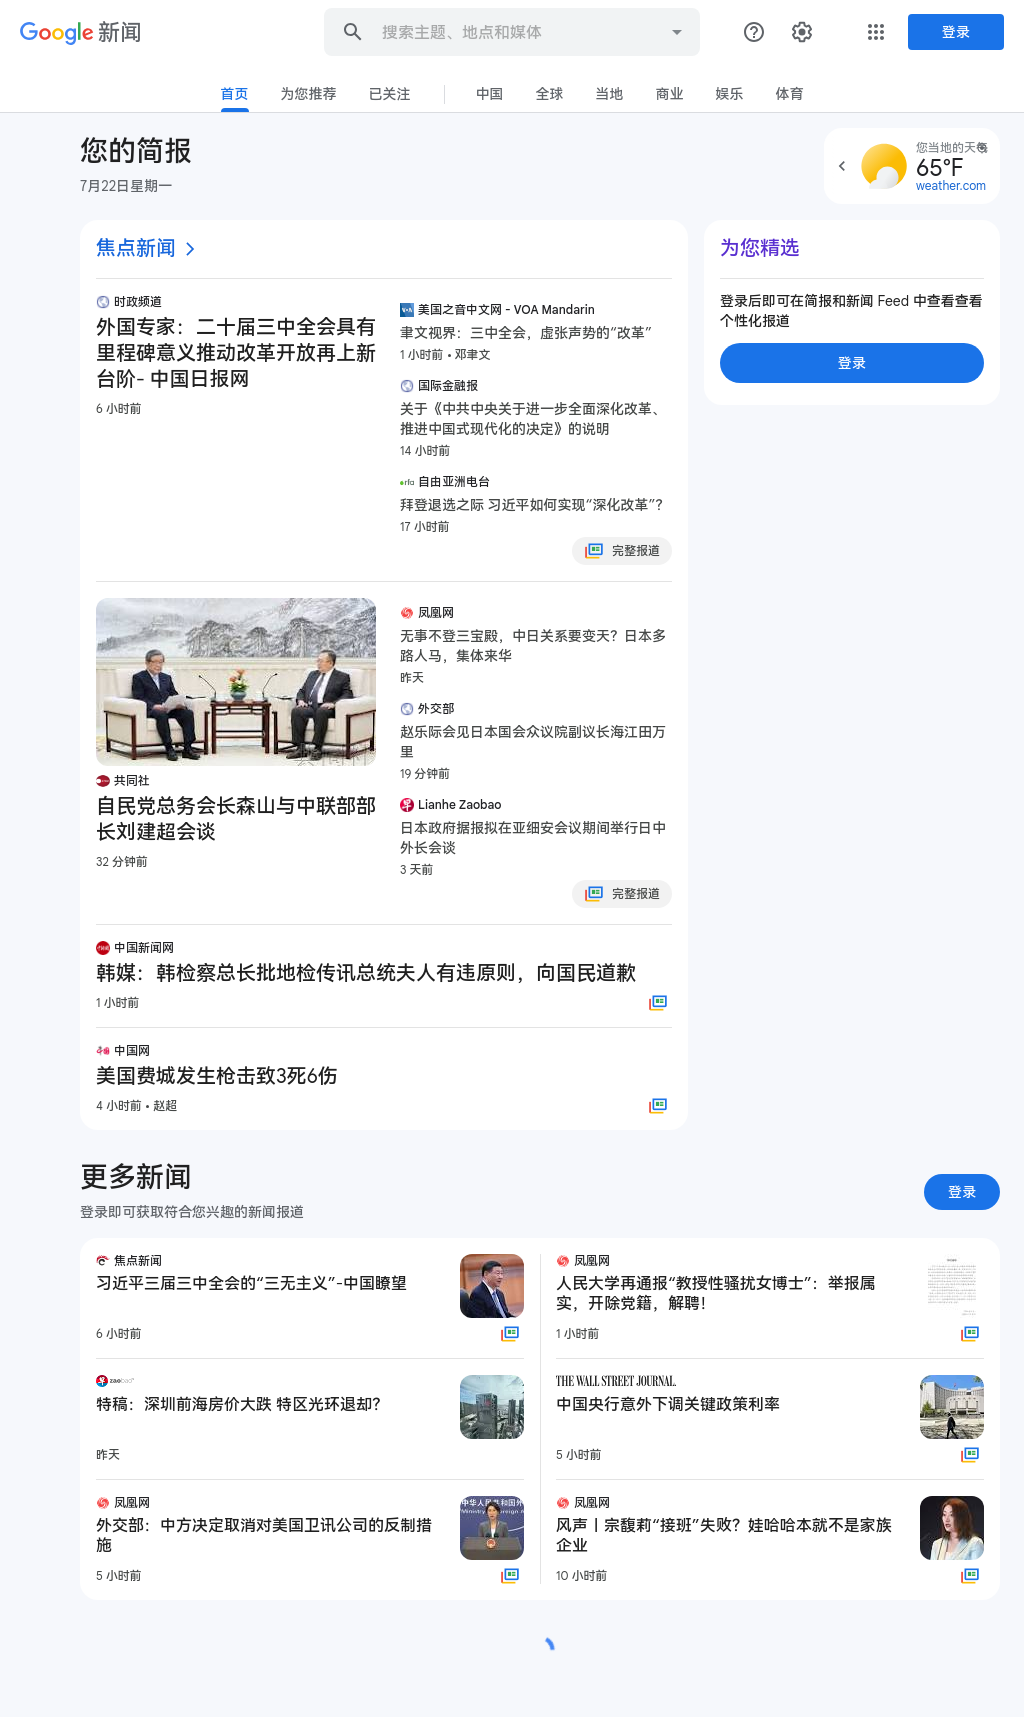 Google 新闻
搜索主题、地点和媒体
登录
首页
为您推荐
已关注
中国
全球
当地
商业
娱乐
体育
您的简报
7月22日星期一
您当地的天气
65°F
weather.com
焦点新闻
时政频道
外国专家：二十届三中全会具有
里程碑意义推动改革开放再上新
台阶- 中国日报网
6 小时前
VOA
美国之音中文网 - VOA Mandarin
聿文视界：三中全会，虚张声势的“改革”
1 小时前 • 邓聿文
国际金融报
关于《中共中央关于进一步全面深化改革、
推进中国式现代化的决定》的说明
14 小时前
rfa 自由亚洲电台
拜登退选之际 习近平如何实现“深化改革”？
17 小时前
完整报道
为您精选
登录后即可在简报和新闻 Feed 中查看查看
个性化报道
登录
共同社
自民党总务会长森山与中联部部
长刘建超会谈
32 分钟前
凤凰网
无事不登三宝殿，中日关系要变天？日本多
路人马，集体来华
昨天
外交部
赵乐际会见日本国会众议院副议长海江田万
里
19 分钟前
Lianhe Zaobao
日本政府据报拟在亚细安会议期间举行日中
外长会谈
3 天前
完整报道
中国新闻网
韩媒：韩检察总长批地检传讯总统夫人有违原则，向国民道歉
1 小时前
中国网
美国费城发生枪击致3死6伤
4 小时前 • 赵超
更多新闻
登录即可获取符合您兴趣的新闻报道
登录
焦点新闻
习近平三届三中全会的“三无主义”-中国瞭望
6 小时前
zaobao
特稿：深圳前海房价大跌 特区光环退却？
昨天
凤凰网
外交部：中方决定取消对美国卫讯公司的反制措
施
5 小时前
凤凰网
人民大学再通报“教授性骚扰女博士”：举报属
实，开除党籍，解聘！
1 小时前
THE WALL STREET JOURNAL.
中国央行意外下调关键政策利率
5 小时前
凤凰网
风声丨宗馥莉“接班”失败？娃哈哈本就不是家族
企业
10 小时前